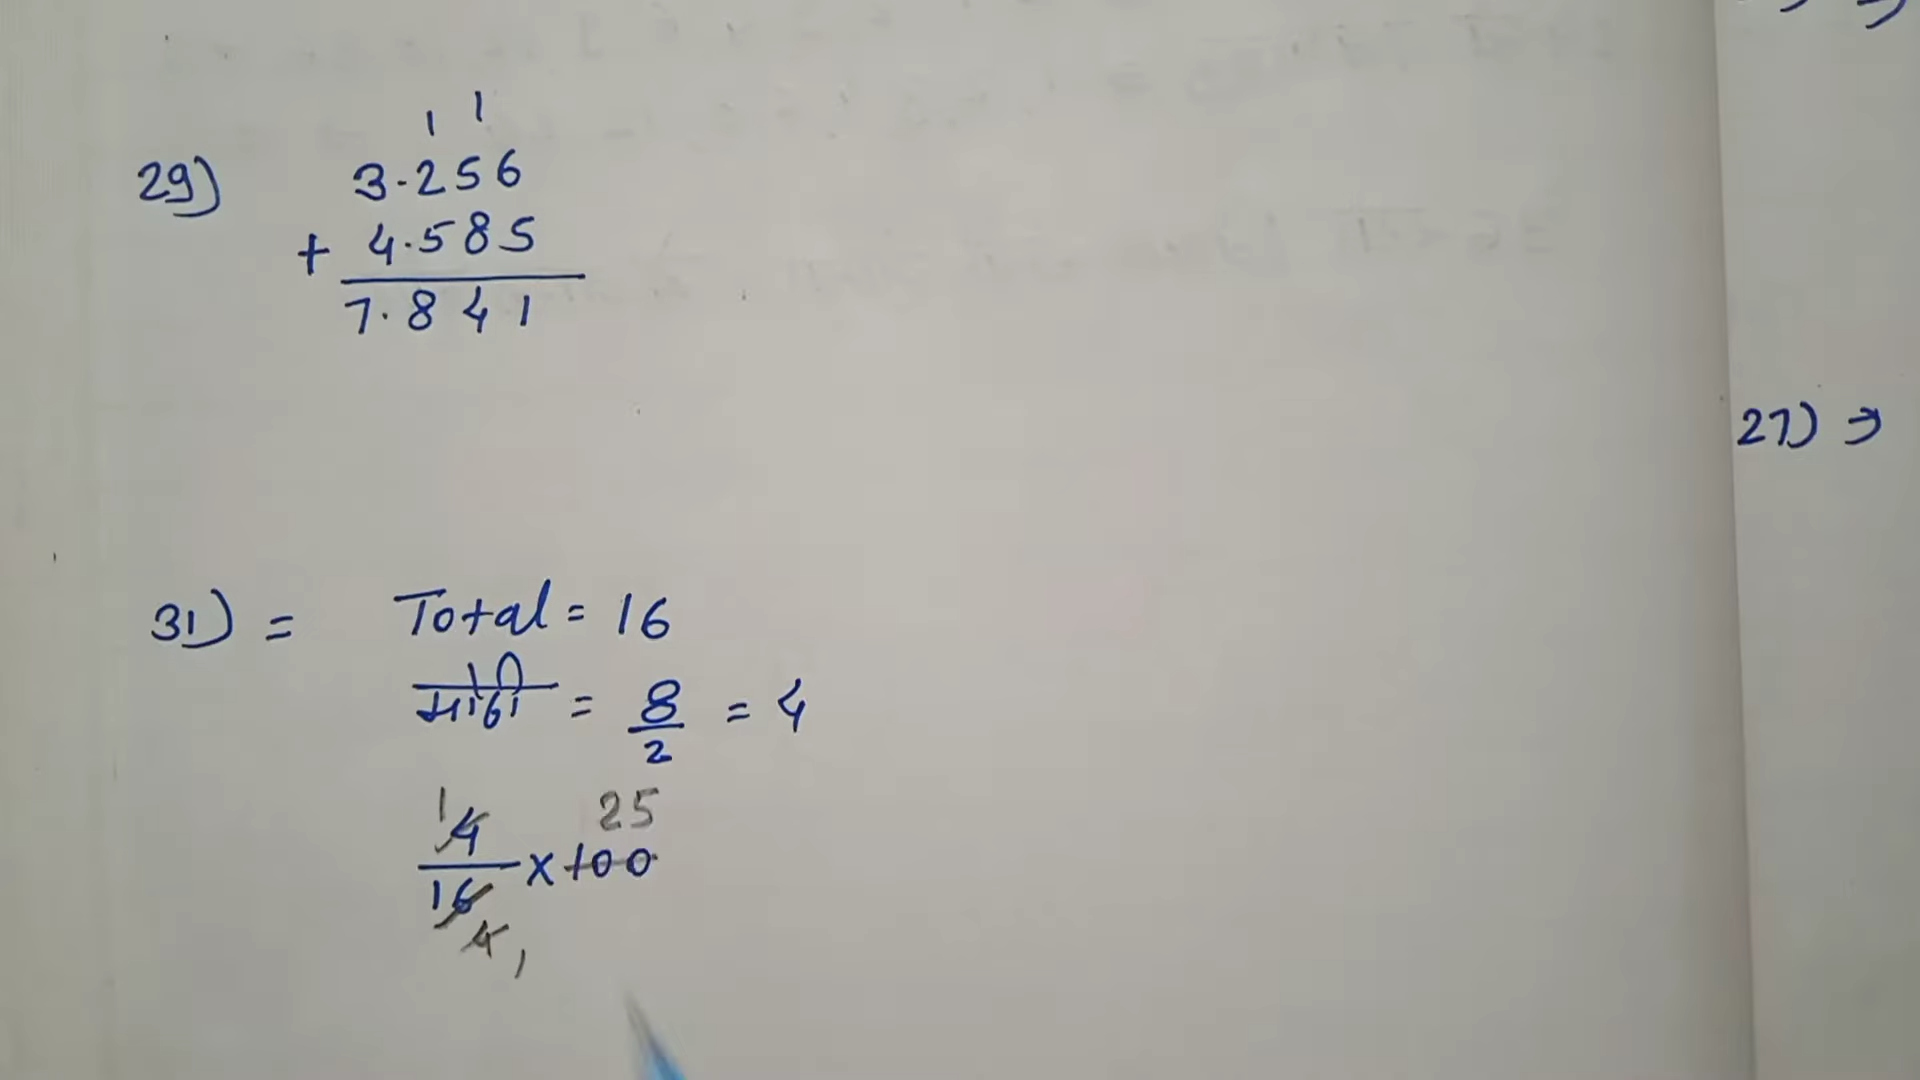 1 1
29) 3.256
+ 4.585
7.841
27) ⇒
31) = Total = 16
= 8/2 = 4
1 4/16 × 100 25
4 1